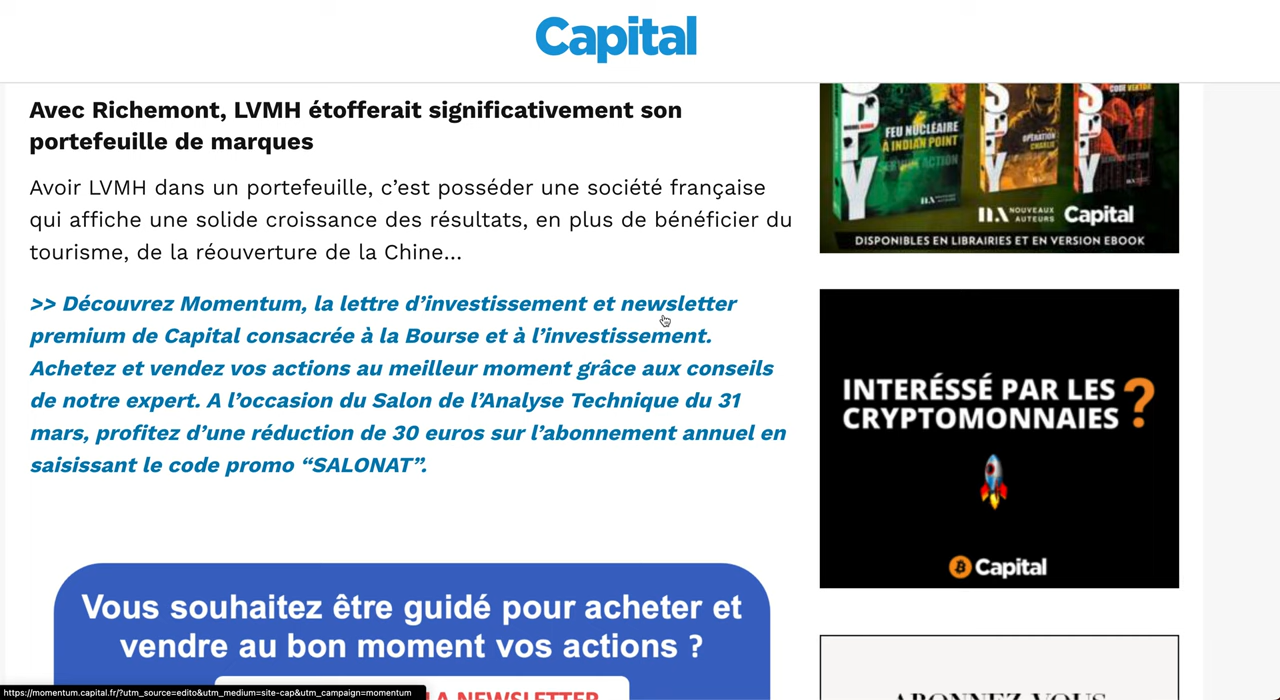 Capital
Avec Richemont, LVMH étofferait significativement son
portefeuille de marques
Avoir LVMH dans un portefeuille, c’est posséder une société française
qui affiche une solide croissance des résultats, en plus de bénéficier du
tourisme, de la réouverture de la Chine…
>> Découvrez Momentum, la lettre d’investissement et newsletter
premium de Capital consacrée à la Bourse et à l’investissement.
Achetez et vendez vos actions au meilleur moment grâce aux conseils
de notre expert. A l’occasion du Salon de l’Analyse Technique du 31
mars, profitez d’une réduction de 30 euros sur l’abonnement annuel en
saisissant le code promo “SALONAT”.
Vous souhaitez être guidé pour acheter et
vendre au bon moment vos actions ?
LA NEWSLETTER
https://momentum.capital.fr/?utm_source=edito&utm_medium=site-cap&utm_campaign=momentum
FEU NUCLÉAIRE
À INDIAN POINT
OPÉRATION
CHARLIE
CODE VEKTOR
NOUVEAUX
AUTEURS
Capital
DISPONIBLES EN LIBRAIRIES ET EN VERSION EBOOK
INTERÉSSÉ PAR LES
CRYPTOMONNAIES ?
Capital
ABONNEZ-VOUS